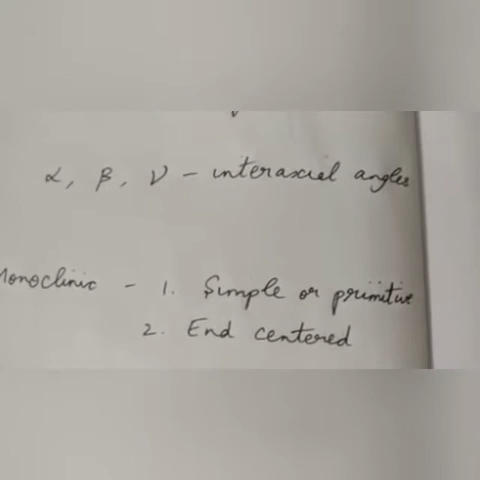 α, β, ν - interaxial angles
Monoclinic - 1. Simple or primitive
2. End centered